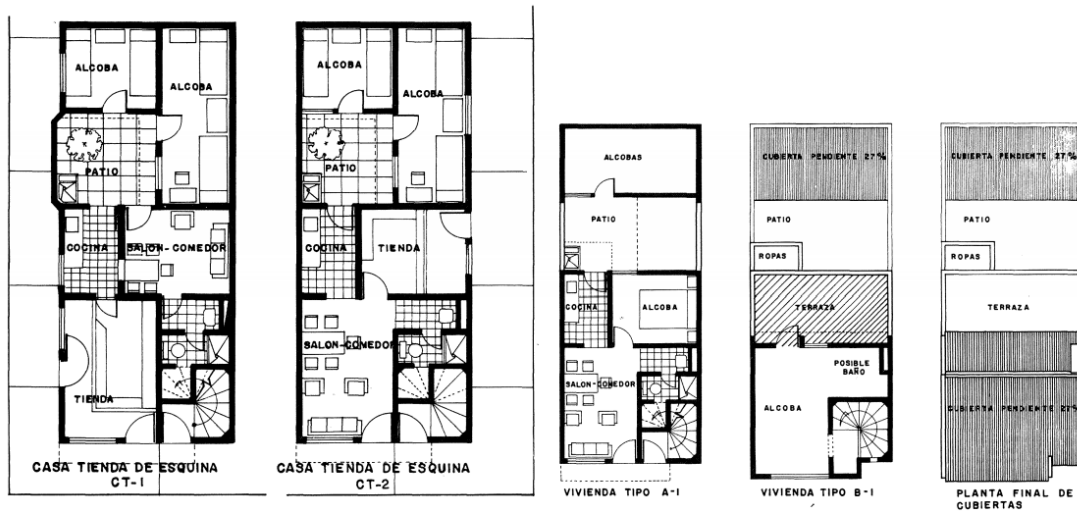 ALCOBA
ALCOBA
PATIO
COCINA
SALON-COMEDOR
TIENDA
CASA TIENDA DE ESQUINA
CT-1
ALCOBA
ALCOBA
PATIO
COCINA
TIENDA
SALON-COMEDOR
CASA TIENDA DE ESQUINA
CT-2
ALCOBAS
PATIO
COCINA
ALCOBA
SALON-COMEDOR
VIVIENDA TIPO A-1
CUBIERTA PENDIENTE 27%
PATIO
ROPAS
TERRAZA
POSIBLE
BAÑO
ALCOBA
VIVIENDA TIPO B-1
CUBIERTA PENDIENTE 27%
PATIO
ROPAS
TERRAZA
CUBIERTA PENDIENTE 27%
PLANTA FINAL DE
CUBIERTAS